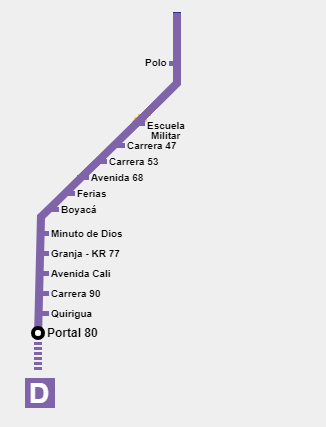 Polo
Escuela
Militar
Carrera 47
Carrera 53
Avenida 68
Ferias
Boyacá
Minuto de Dios
Granja - KR 77
Avenida Cali
Carrera 90
Quirigua
Portal 80
D